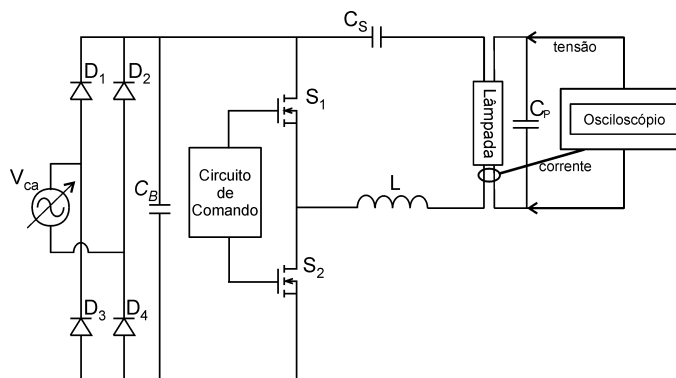 C_S
D_1
D_2
S_1
Lâmpada
C_P
tensão
Osciloscópio
corrente
V_ca
C_B
Circuito
de
Comando
L
S_2
D_3
D_4